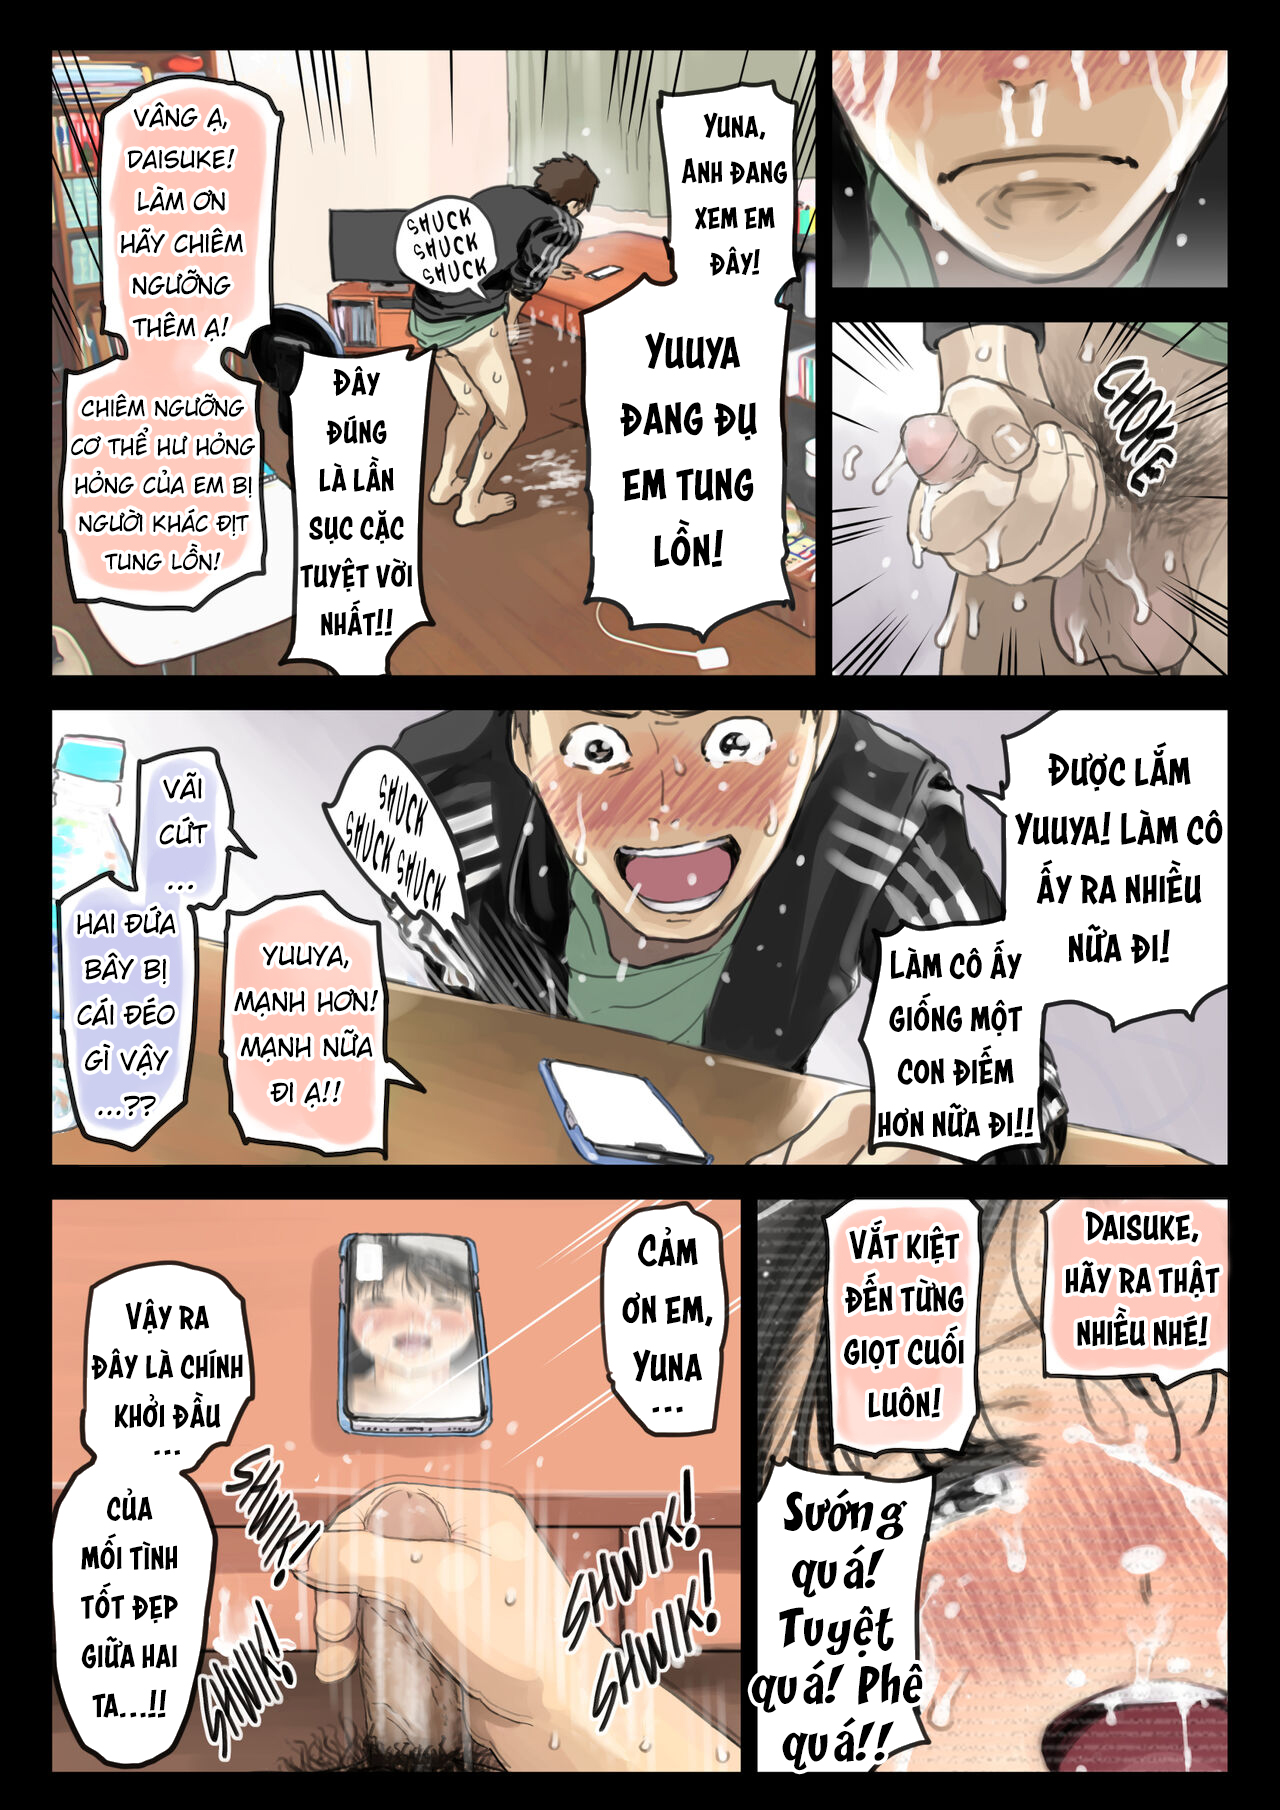 YUNA,
ANH ĐANG
XEM EM
ĐÂY!
YUUYA
ĐANG ĐỤ
EM TUNG
LỒN!
SHUCK
SHUCK
SHUCK
ĐÂY
ĐÚNG
LÀ LẦN
SỤC CẶC
TUYỆT VỜI
NHẤT!!
VÂNG Ạ,
DAISUKE!
LÀM ƠN
HÃY CHIÊM
NGƯỠNG
THÊM Ạ!
CHIÊM NGƯỠNG
CƠ THỂ HƯ HỎNG
HỎNG CỦA EM BỊ
NGƯỜI KHÁC ĐỊT
TUNG LỒN!
CHOKE
ĐƯỢC LẮM
YUUYA! LÀM CÔ
ẤY RA NHIỀU
NỮA ĐI!
LÀM CÔ ẤY
GIỐNG MỘT
CON ĐIẾM
HƠN NỮA ĐI!!
SHUCK
SHUCK SHUCK
SHUCK
YUUYA,
MẠNH HƠN!
MẠNH NỮA
ĐI Ạ!!
VÃI
CỨT
...
HAI ĐỨA
BÂY BỊ
CÁI ĐÉO
GÌ VẬY
...??
DAISUKE,
HÃY RA THẬT
NHIỀU NHÉ!
VẮT KIỆT
ĐẾN TỪNG
GIỌT CUỐI
LUÔN!
SƯỚNG
QUÁ!
TUYỆT
QUÁ! PHÊ
QUÁ!!
CẢM
ƠN EM,
YUNA
...
VẬY RA
ĐÂY LÀ CHÍNH
KHỞI ĐẦU
...
CỦA
MỐI TÌNH
TỐT ĐẸP
GIỮA HAI
TA...!!
SHWIK!
SHWIK!
SHWIK!
SHWIK!